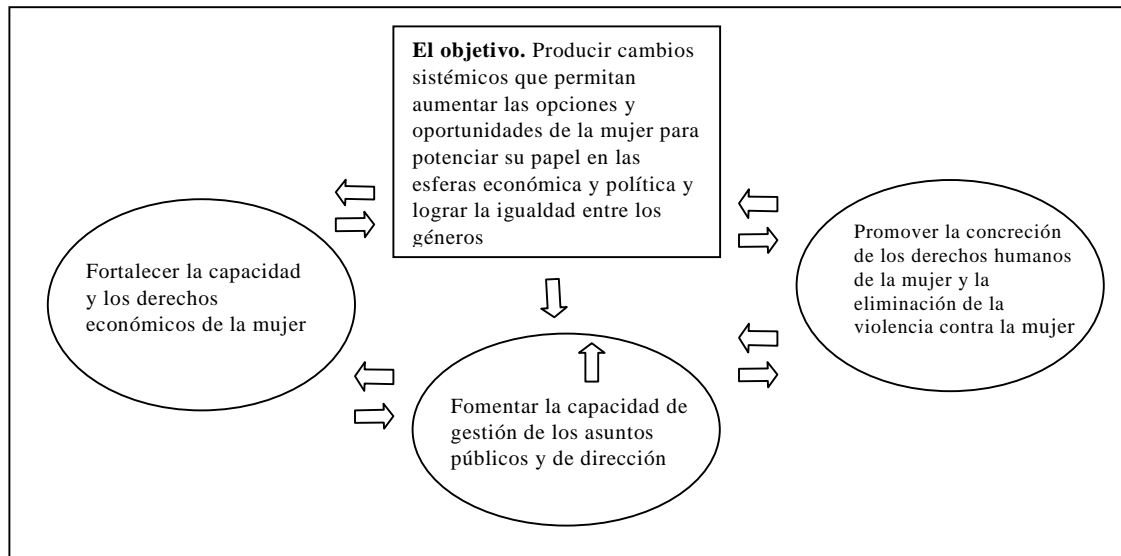 El objetivo. Producir cambios
sistémicos que permitan
aumentar las opciones y
oportunidades de la mujer para
potenciar su papel en las
esferas económica y política y
lograr la igualdad entre los
géneros
Fortalecer la capacidad
y los derechos
económicos de la mujer
Promover la concreción
de los derechos humanos
de la mujer y la
eliminación de la
violencia contra la mujer
Fomentar la capacidad de
gestión de los asuntos
públicos y de dirección